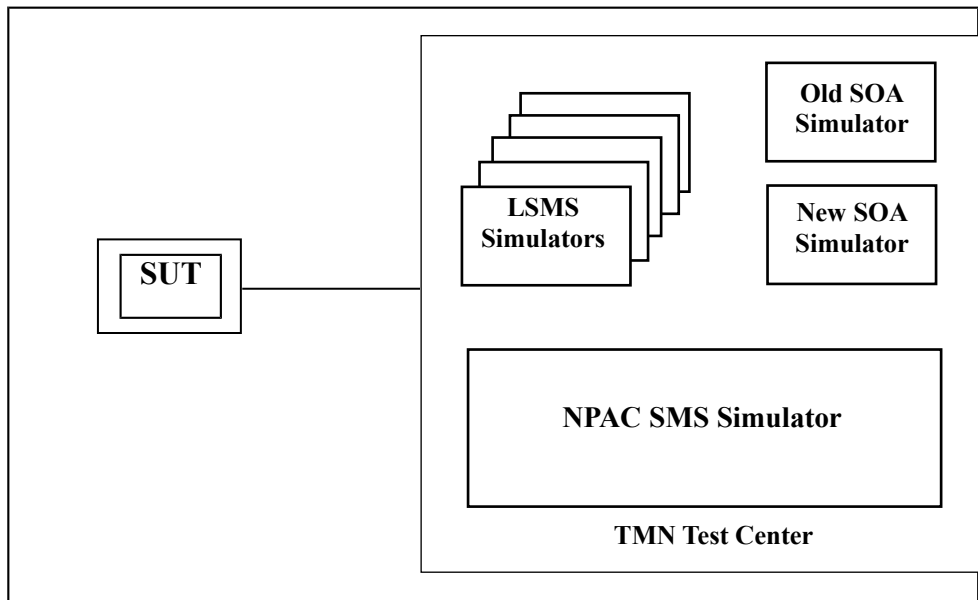 Old SOA
Simulator
LSMS
Simulators
New SOA
Simulator
SUT
NPAC SMS Simulator
TMN Test Center